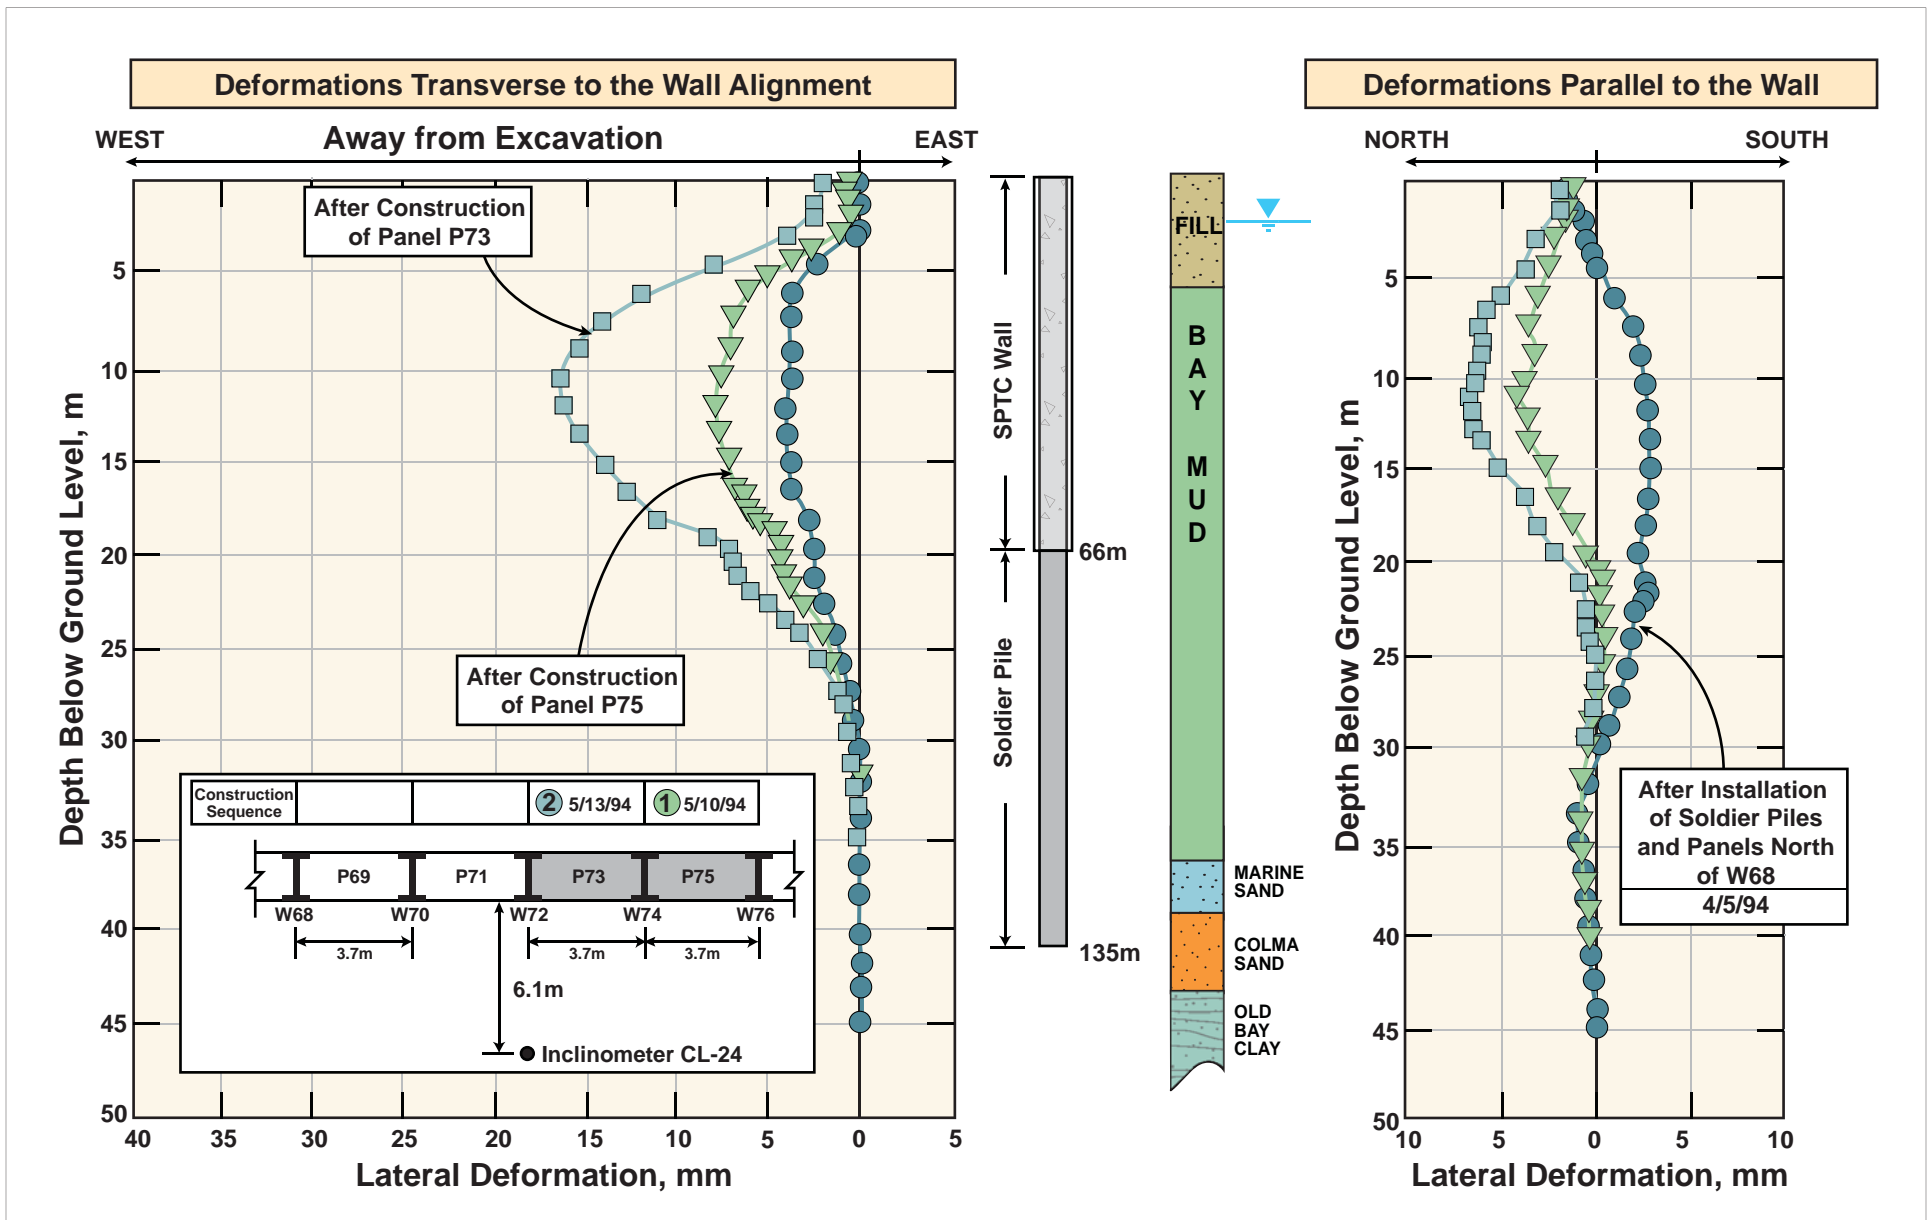 Deformations Transverse to the Wall Alignment
Deformations Parallel to the Wall
WEST
Away from Excavation
EAST
NORTH
SOUTH
After Construction
of Panel P73
After Construction
of Panel P75
Depth Below Ground Level, m
5
10
15
20
25
30
35
40
45
50
40
30
25
20
15
10
5
0
5
Lateral Deformation, mm
Construction
Sequence
2 5/13/94
1 5/10/94
P69
P71
P73
P75
W68
W70
W72
W74
W76
3.7m
3.7m
3.7m
6.1m
Inclinometer CL-24
SPTC Wall
Soldier Pile
66m
135m
FILL
BAY MUD
MARINE
SAND
COLMA
SAND
OLD
BAY
CLAY
Depth Below Ground Level, m
5
10
15
20
25
30
35
40
45
50
10
5
0
5
10
Lateral Deformation, mm
After Installation
of Soldier Piles
and Panels North
of W68
4/5/94